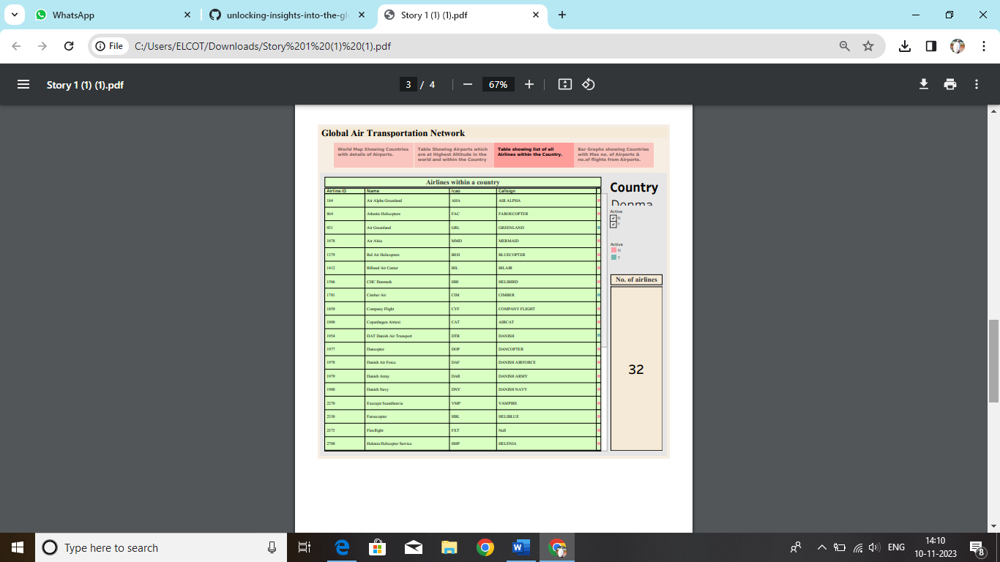 WhatsApp
unlocking-insights-into-the-gl
Story 1 (1) (1).pdf
File
C:/Users/ELCOT/Downloads/Story%201%20(1)%20(1).pdf
Story 1 (1) (1).pdf
3 / 4
67%
Global Air Transportation Network
World Map Showing Countries
with details of Airports.
Table Showing Airports which
are at Highest Altitude in the
world and within the Country
Table showing list of all
Airlines within the Country.
Bar Graphs showing Countries
with Max no. of Airports &
no.of flights from Airports.
Airlines within a country
Airline ID Name Icao Callsign
184 Air Alpha Greenland AHA AIR ALPHA
864 Atlantic Helicopters FAC FAROECOPTER
921 Air Greenland GRL GREENLAND
1078 Air Alsie MMD MERMAID
1379 Bel Air Helicopters BEH BLUECOPTER
1412 Billund Air Center BIL BILAIR
1586 CHC Denmark HBI HELIBIRD
1781 Cimber Air CIM CIMBER
1859 Company Flight CYF COMPANY FLIGHT
1890 Copenhagen Airtaxi CAT AIRCAT
1954 DAT Danish Air Transport DTR DANISH
1977 Dancopter DOP DANCOPTER
1978 Danish Air Force DAF DANISH AIRFORCE
1979 Danish Army DAR DANISH ARMY
1980 Danish Navy DNY DANISH NAVY
2270 Execujet Scandinavia VMP VAMPIRE
2330 Faroecopter HBL HELIBLUE
2371 Flexflight FXT Null
2700 Helenia Helicopter Service HHP HELENIA
Country
Denma
Active
N
Y
Active
N
Y
No. of airlines
32
Type here to search
ENG
14:10
10-11-2023
8